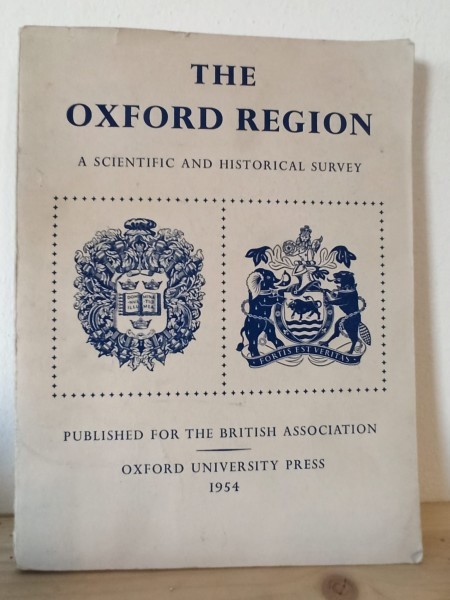 THE
OXFORD REGION
A SCIENTIFIC AND HISTORICAL SURVEY
FORTIS EST VERITAS
PUBLISHED FOR THE BRITISH ASSOCIATION
OXFORD UNIVERSITY PRESS
1954